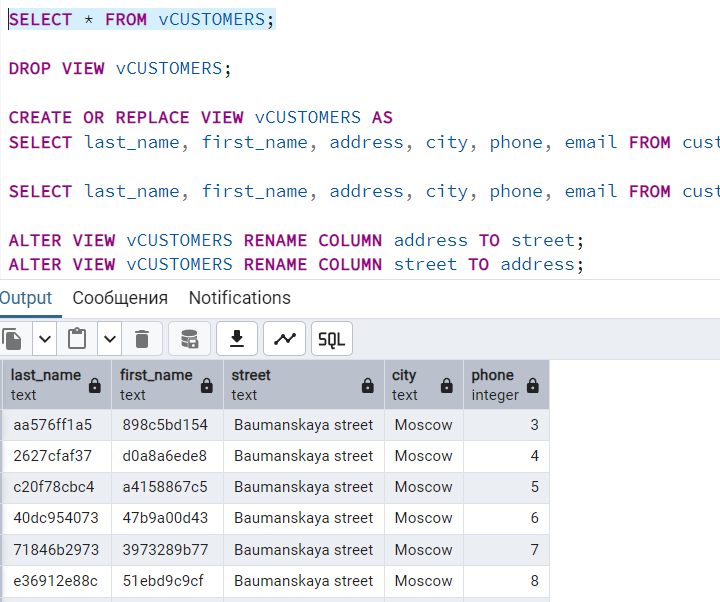 SELECT * FROM vCUSTOMERS;
DROP VIEW vCUSTOMERS;
CREATE OR REPLACE VIEW vCUSTOMERS AS
SELECT last_name, first_name, address, city, phone, email FROM cust
SELECT last_name, first_name, address, city, phone, email FROM cust
ALTER VIEW vCUSTOMERS RENAME COLUMN address TO street;
ALTER VIEW vCUSTOMERS RENAME COLUMN street TO address;
Output Сообщения Notifications
SQL
last_name first_name street city phone
text text text text integer
aa576ff1a5 898c5bd154 Baumanskaya street Moscow 3
2627cfaf37 d0a8a6ede8 Baumanskaya street Moscow 4
c20f78cbc4 a4158867c5 Baumanskaya street Moscow 5
40dc954073 47b9a00d43 Baumanskaya street Moscow 6
71846b2973 3973289b77 Baumanskaya street Moscow 7
e36912e88c 51ebd9c9cf Baumanskaya street Moscow 8